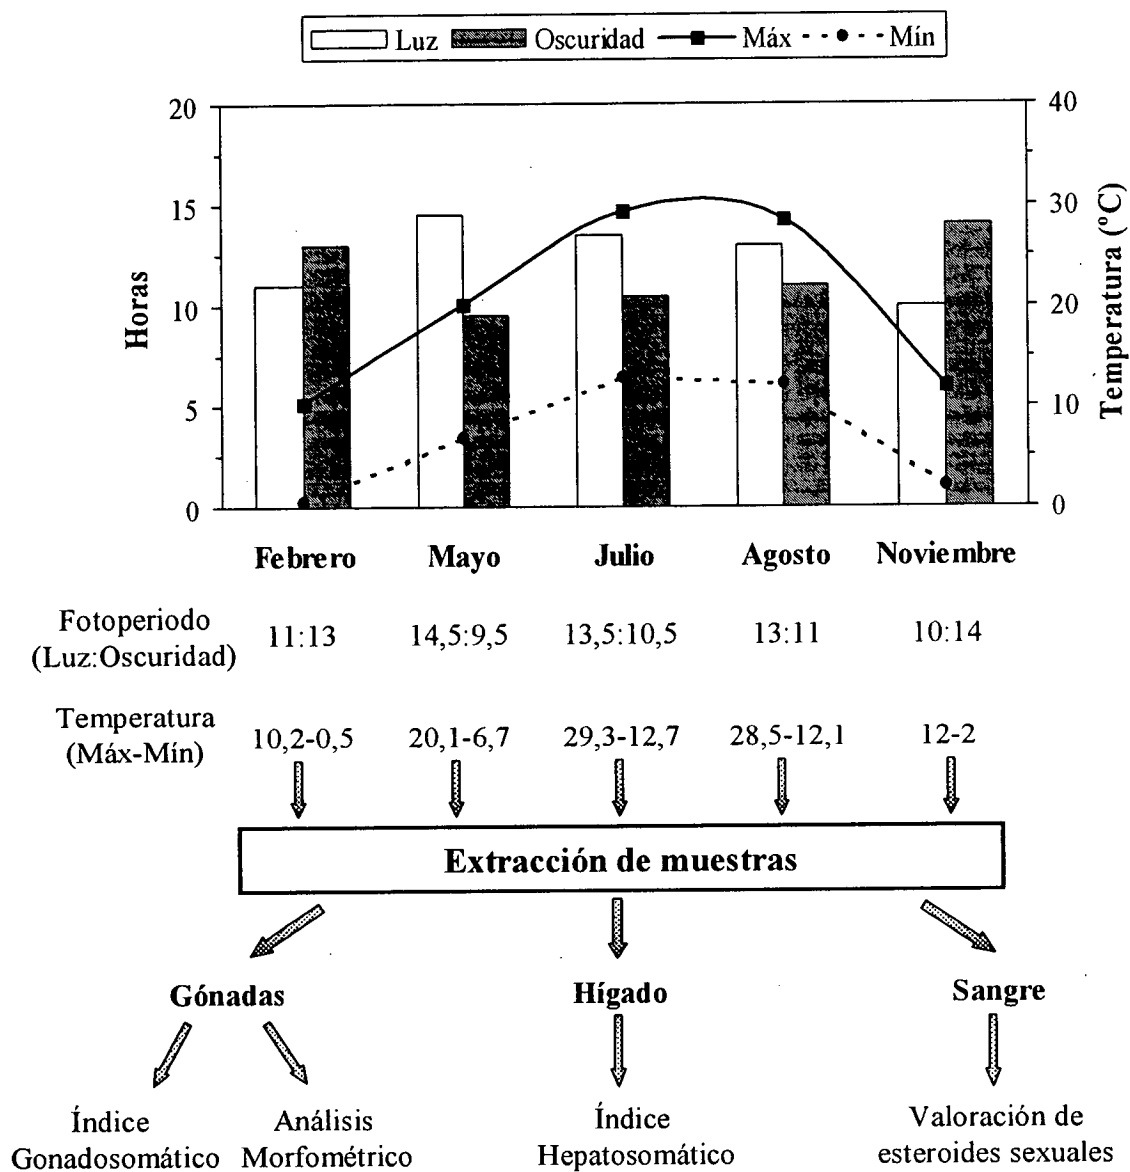 Luz Oscuridad Máx Mín
20
15
10
5
0
Horas
40
30
20
10
0
Temperatura (ºC)
Febrero Mayo Julio Agosto Noviembre
Fotoperiodo
(Luz:Oscuridad)
11:13 14,5:9,5 13,5:10,5 13:11 10:14
Temperatura
(Máx-Mín)
10,2-0,5 20,1-6,7 29,3-12,7 28,5-12,1 12-2
Extracción de muestras
Gónadas Hígado Sangre
Índice
Gonadosomático
Análisis
Morfométrico
Índice
Hepatosomático
Valoración de
esteroides sexuales